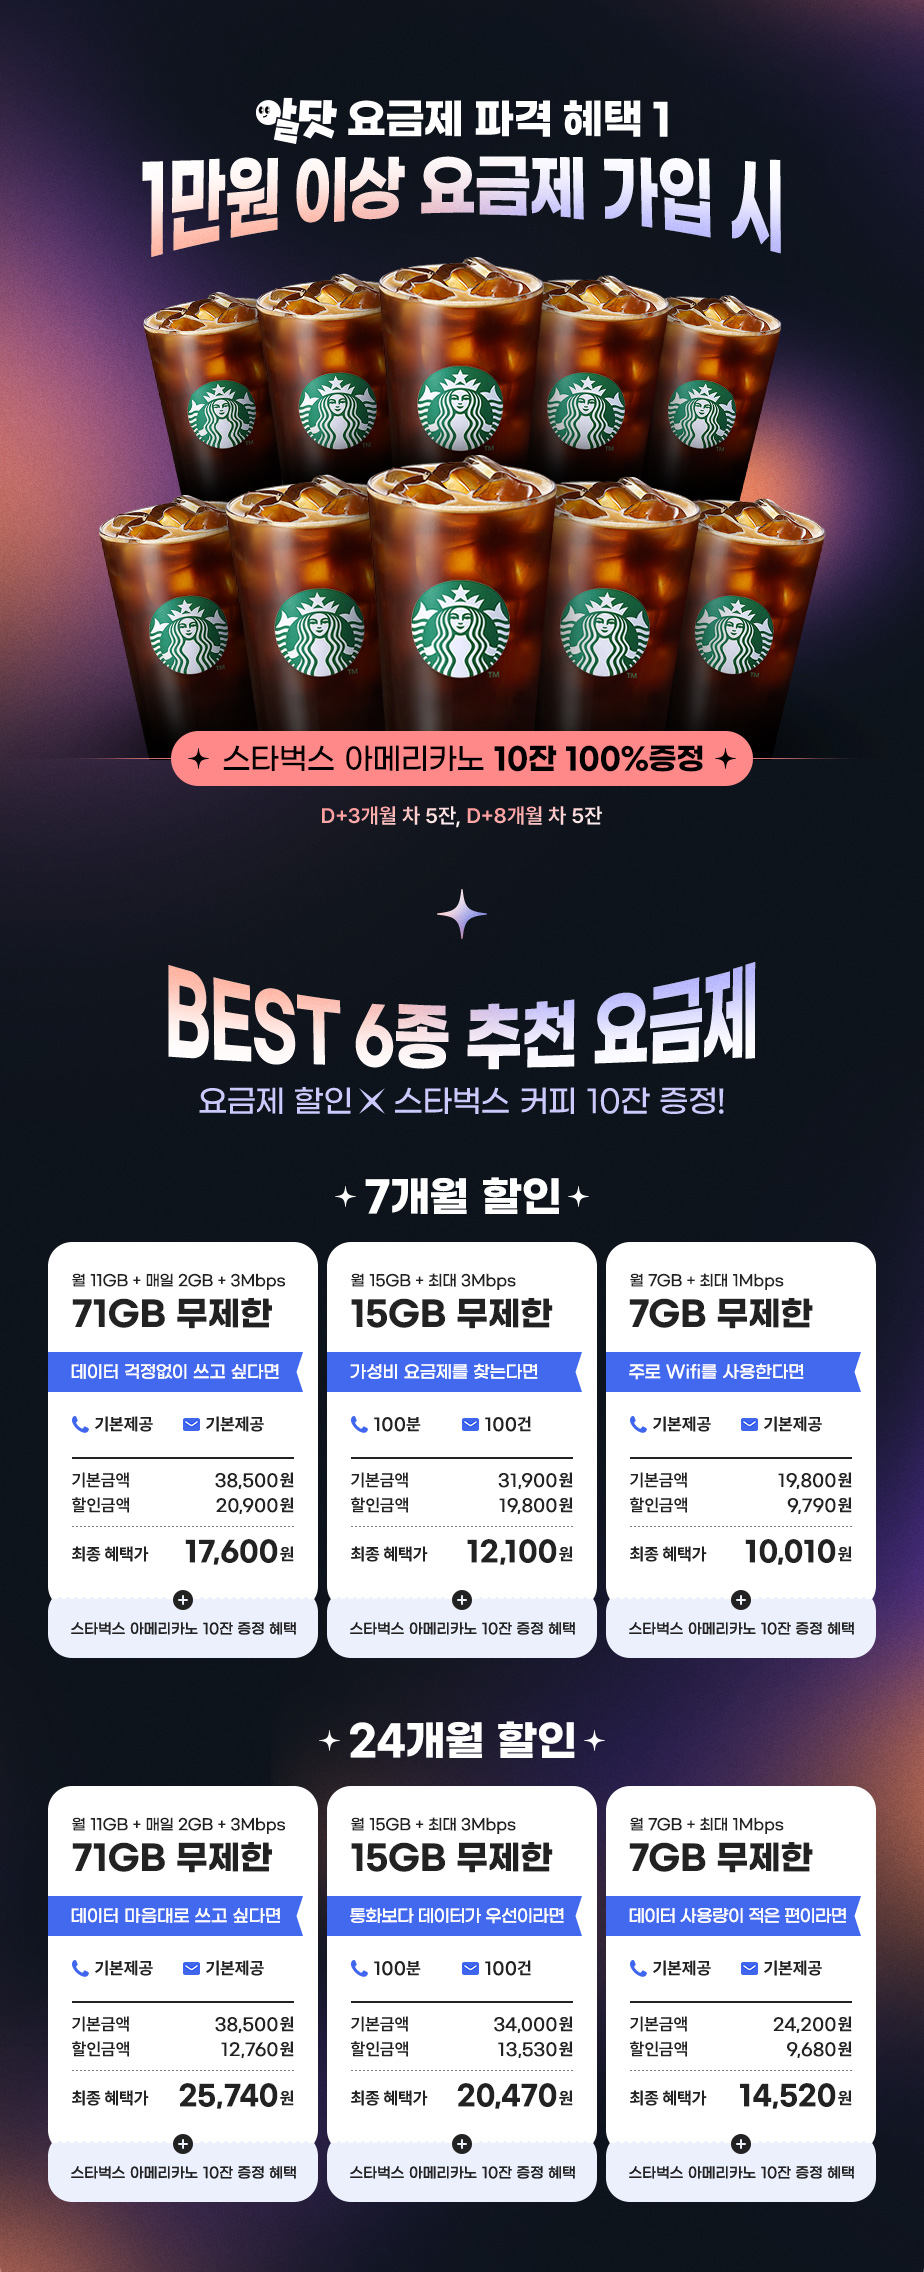 알닷 요금제 파격 혜택 1
1만원 이상 요금제 가입 시
스타벅스 아메리카노 10잔 100%증정
D+3개월 차 5잔, D+8개월 차 5잔
BEST 6종 추천 요금제
요금제 할인 X 스타벅스 커피 10잔 증정!
7개월 할인
월 11GB + 매일 2GB + 3Mbps
71GB 무제한
데이터 걱정없이 쓰고 싶다면
기본제공 기본제공
기본금액 38,500원
할인금액 20,900원
최종 혜택가 17,600원
+
스타벅스 아메리카노 10잔 증정 혜택
월 15GB + 최대 3Mbps
15GB 무제한
가성비 요금제를 찾는다면
100분 100건
기본금액 31,900원
할인금액 19,800원
최종 혜택가 12,100원
+
스타벅스 아메리카노 10잔 증정 혜택
월 7GB + 최대 1Mbps
7GB 무제한
주로 Wifi를 사용한다면
기본제공 기본제공
기본금액 19,800원
할인금액 9,790원
최종 혜택가 10,010원
+
스타벅스 아메리카노 10잔 증정 혜택
24개월 할인
월 11GB + 매일 2GB + 3Mbps
71GB 무제한
데이터 마음대로 쓰고 싶다면
기본제공 기본제공
기본금액 38,500원
할인금액 12,760원
최종 혜택가 25,740원
+
스타벅스 아메리카노 10잔 증정 혜택
월 15GB + 최대 3Mbps
15GB 무제한
통화보다 데이터가 우선이라면
100분 100건
기본금액 34,000원
할인금액 13,530원
최종 혜택가 20,470원
+
스타벅스 아메리카노 10잔 증정 혜택
월 7GB + 최대 1Mbps
7GB 무제한
데이터 사용량이 적은 편이라면
기본제공 기본제공
기본금액 24,200원
할인금액 9,680원
최종 혜택가 14,520원
+
스타벅스 아메리카노 10잔 증정 혜택